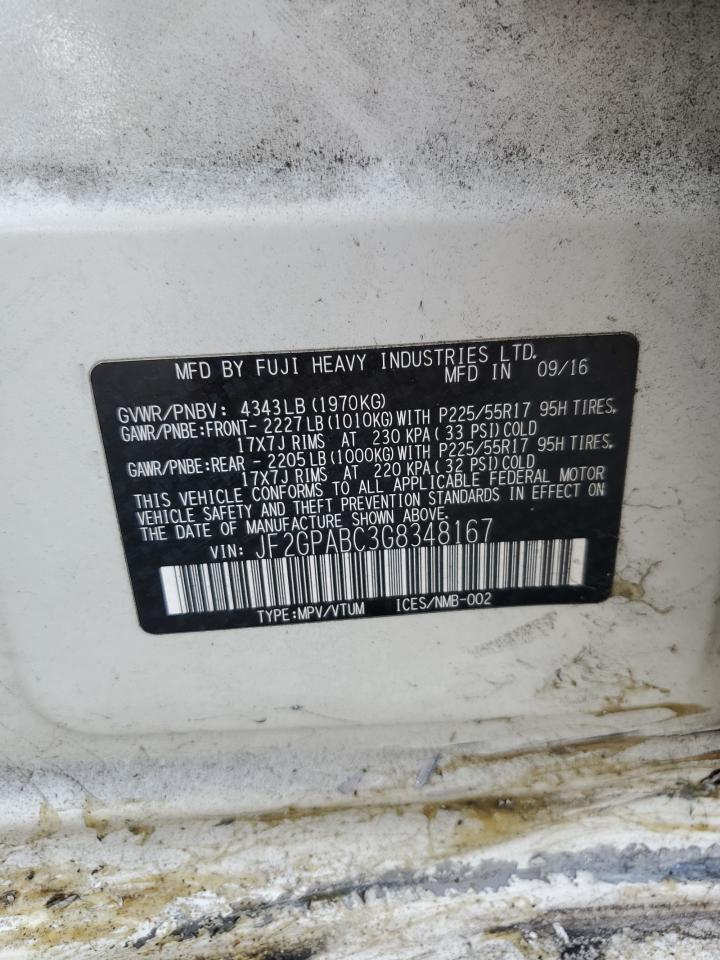 MFD BY FUJI HEAVY INDUSTRIES LTD.
MFD IN 09/16
GVWR/PNBV: 4343LB (1970KG)
GAWR/PNBE:FRONT- 2227LB (1010KG) WITH P225/55R17 95H TIRES,
17X7J RIMS AT 230 KPA (33 PSI) COLD
GAWR/PNBE:REAR - 2205LB (1000KG) WITH P225/55R17 95H TIRES,
17X7J RIMS AT 220 KPA (32 PSI) COLD
THIS VEHICLE CONFORMS TO ALL APPLICABLE FEDERAL MOTOR
VEHICLE SAFETY AND THEFT PREVENTION STANDARDS IN EFFECT ON
THE DATE OF MANUFACTURE SHOWN ABOVE.
VIN: JF2GPABC3G8348167
TYPE:MPV/VTUM ICES/NMB-002